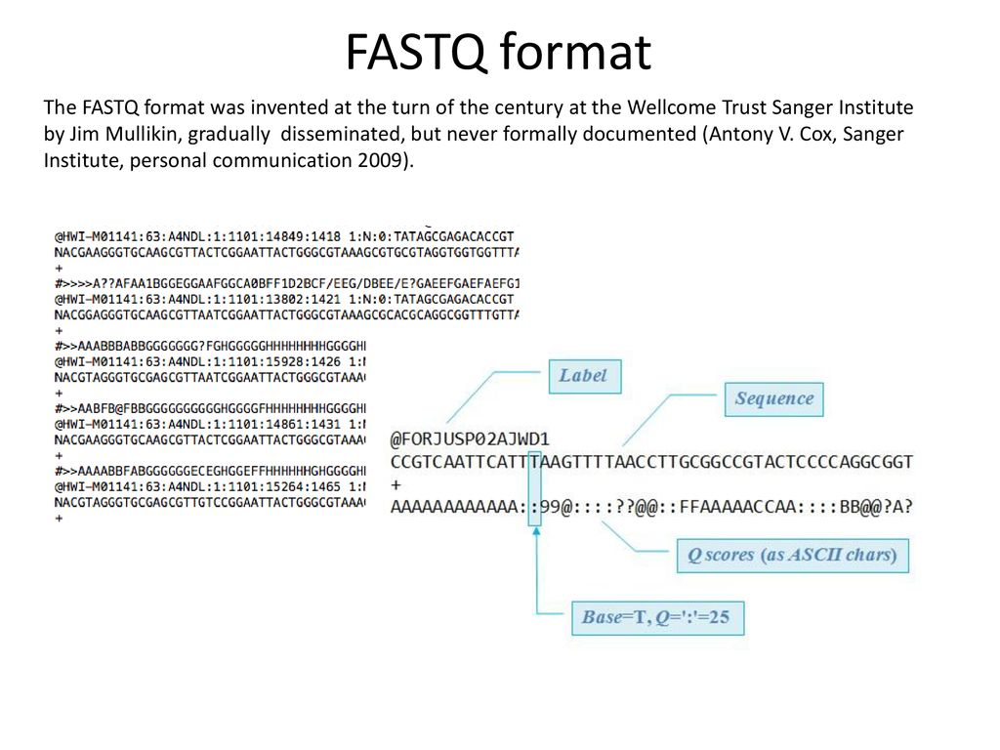 FASTQ format
The FASTQ format was invented at the turn of the century at the Wellcome Trust Sanger Institute
by Jim Mullikin, gradually  disseminated, but never formally documented (Antony V. Cox, Sanger
Institute, personal communication 2009).
@HWI-M01141:63:A4NDL:1:1101:14849:1418 1:N:0:TATAGCGAGACACCGT
NACGAAGGGTGCAAGCGTTACTCGGAATTACTGGGCGTAAAGCGTGCGTAGGTGGTGGTTTA
+
#>>>>A??AFAA1BGGEGGAAFGGCA0BFF1D2BCF/EEG/DBEE/E?GAEEFGAEFAEFG1
@HWI-M01141:63:A4NDL:1:1101:13802:1421 1:N:0:TATAGCGAGACACCGT
NACGGAGGGTGCAAGCGTTAATCGGAATTACTGGGCGTAAAGCGCACGCAGGCGGTTTGTTA
+
#>>AAABBBABBGGGGGGG?FGHGGGGGHHHHHHHHGGGGH
@HWI-M01141:63:A4NDL:1:1101:15928:1426 1:N
NACGTAGGGTGCGAGCGTTAATCGGAATTACTGGGCGTAAA
+
#>>AABFB@FBBGGGGGGGGGGHGGGGFHHHHHHHHGGGGH
@HWI-M01141:63:A4NDL:1:1101:14861:1431 1:
NACGAAGGGTGCAAGCGTTACTCGGAATTACTGGGCGTAAA
+
#>>AAAABBFABGGGGGGECEGHGGEFFHHHHHHHGHGGGGH
@HWI-M01141:63:A4NDL:1:1101:15264:1465 1:
NACGTAGGGTGCGAGCGTTGTCCGGAATTACTGGGCGTAAA
+
Label
Sequence
@FORJUSP02AJWD1
CCGTCAATTCATTTAAGTTTTAACCTTGCGGCCGTACTCCCCAGGCGGT
+
AAAAAAAAAAAA::99@::::??@@::FFAAAAACCAA::::BB@@?A?
Q scores (as ASCII chars)
Base=T, Q=':'=25